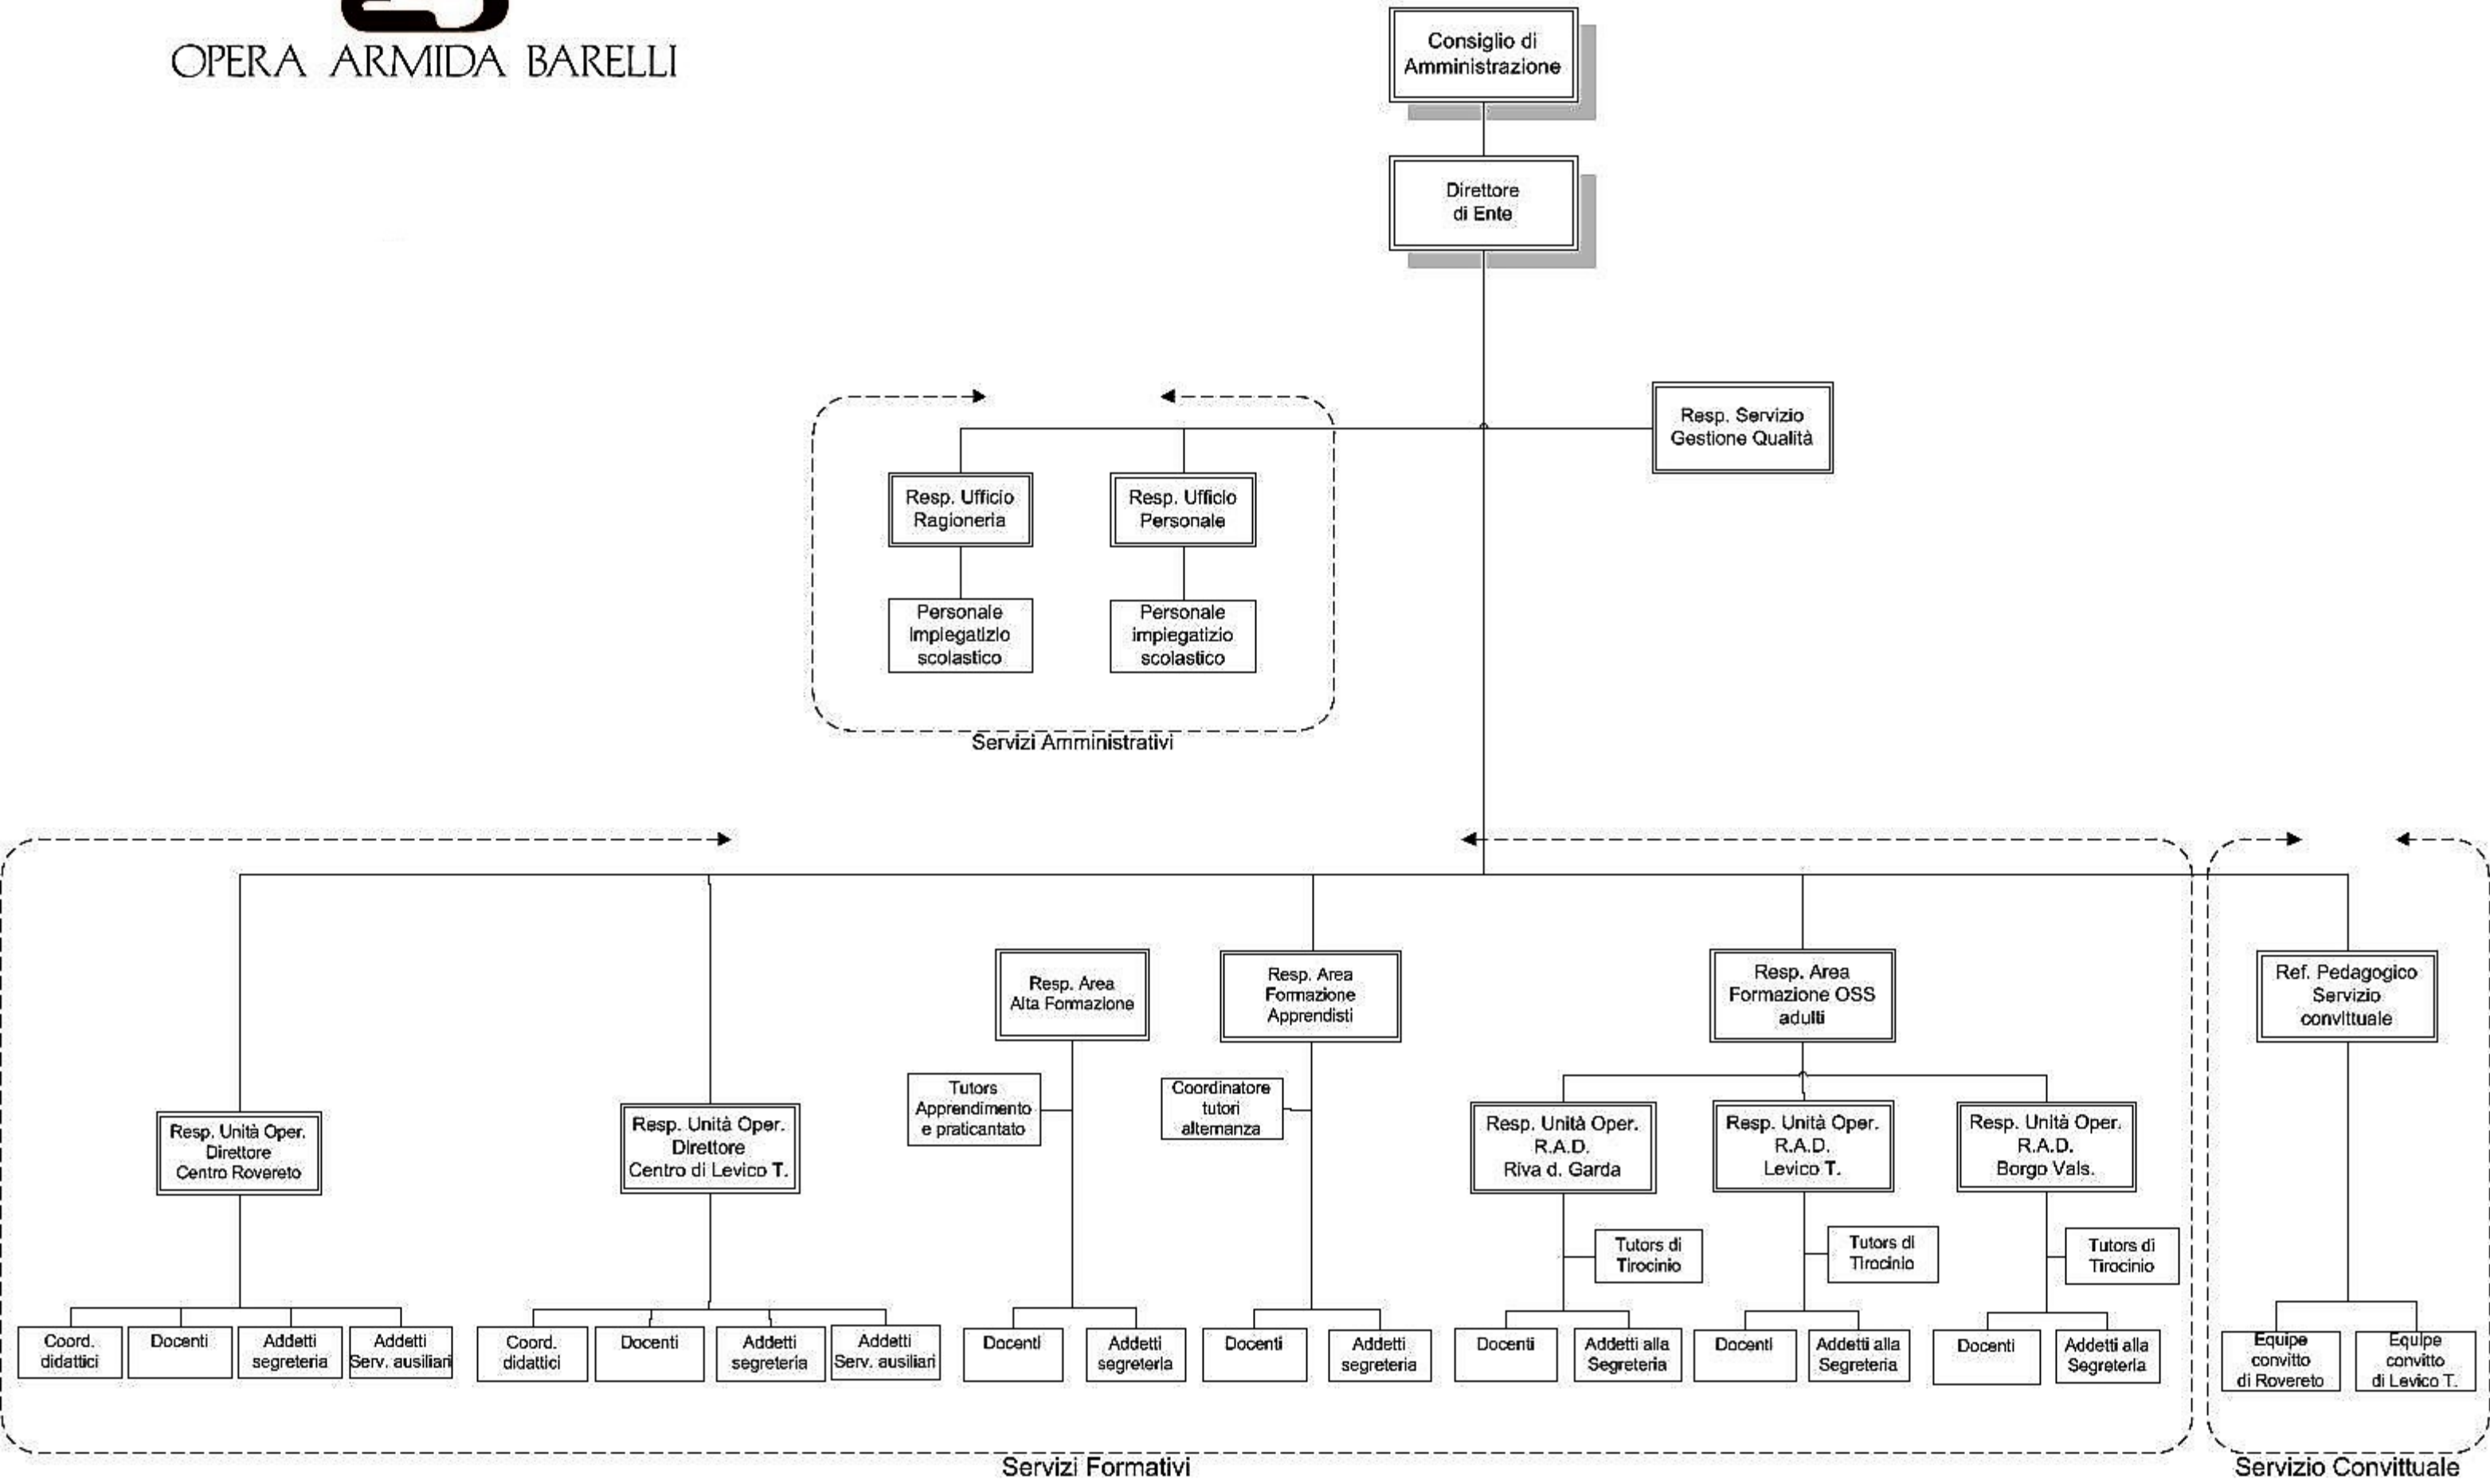 OPERA ARMIDA BARELLI
Consiglio di
Amministrazione
Direttore
di Ente
Resp. Servizio
Gestione Qualità
Resp. Ufficio
Ragioneria
Resp. Ufficio
Personale
Personale
impiegatizio
scolastico
Personale
impiegatizio
scolastico
Servizi Amministrativi
Resp. Unità Oper.
Direttore
Centro Rovereto
Coord.
didattici
Docenti
Addetti
segreteria
Addetti
Serv. ausiliari
Resp. Unità Oper.
Direttore
Centro di Levico T.
Coord.
didattici
Docenti
Addetti
segreteria
Addetti
Serv. ausiliari
Resp. Area
Alta Formazione
Tutors
Apprendimento
e praticantato
Docenti
Addetti
segreteria
Resp. Area
Formazione
Apprendisti
Coordinatore
tutori
alternanza
Docenti
Addetti
segreteria
Resp. Area
Formazione OSS
adulti
Resp. Unità Oper.
R.A.D.
Riva d. Garda
Tutors di
Tirocinio
Docenti
Addetti alla
Segreteria
Resp. Unità Oper.
R.A.D.
Levico T.
Tutors di
Tirocinio
Docenti
Addetti alla
Segreteria
Resp. Unità Oper.
R.A.D.
Borgo Vals.
Tutors di
Tirocinio
Docenti
Addetti alla
Segreteria
Servizi Formativi
Ref. Pedagogico
Servizio
convittuale
Equipe
convitto
di Rovereto
Equipe
convitto
di Levico T.
Servizio Convittuale